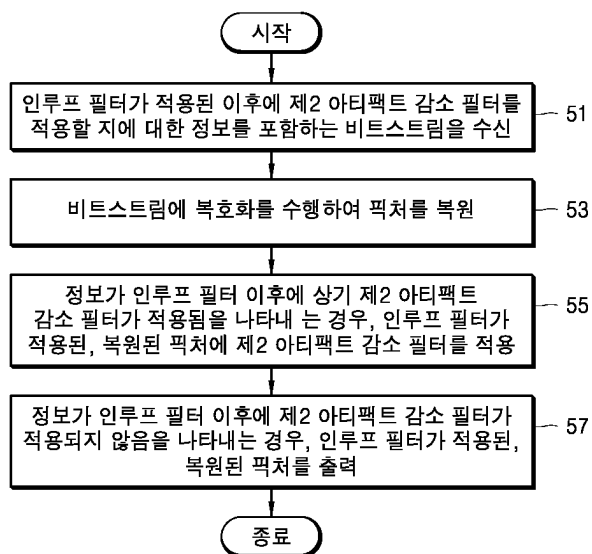 시작
인루프 필터가 적용된 이후에 제2 아티팩트 감소 필터를
적용할 지에 대한 정보를 포함하는 비트스트림을 수신
51
비트스트림에 복호화를 수행하여 픽처를 복원
53
정보가 인루프 필터 이후에 상기 제2 아티팩트
감소 필터가 적용됨을 나타내 는 경우, 인루프 필터가
적용된, 복원된 픽처에 제2 아티팩트 감소 필터를 적용
55
정보가 인루프 필터 이후에 제2 아티팩트 감소 필터가
적용되지 않음을 나타내는 경우, 인루프 필터가 적용된,
복원된 픽처를 출력
57
종료